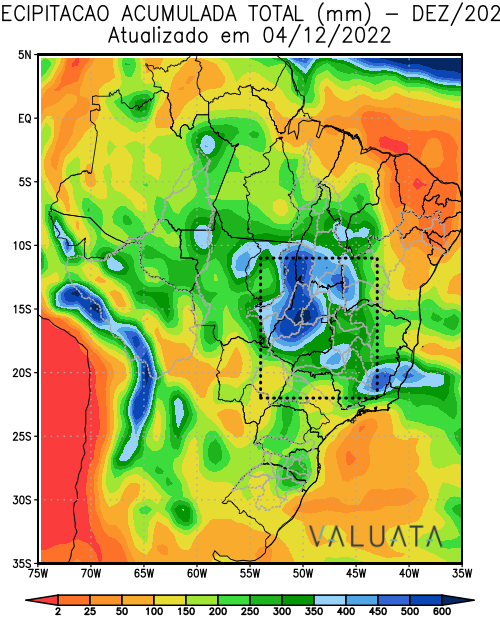 ECIPITACAO ACUMULADA TOTAL (mm) – DEZ/202
Atualizado em 04/12/2022
5N
EQ
5S
10S
15S
20S
25S
30S
35S
75W 70W 65W 60W 55W 50W 45W 40W 35W
VALUATA
2 25 50 100 150 200 250 300 350 400 450 500 600